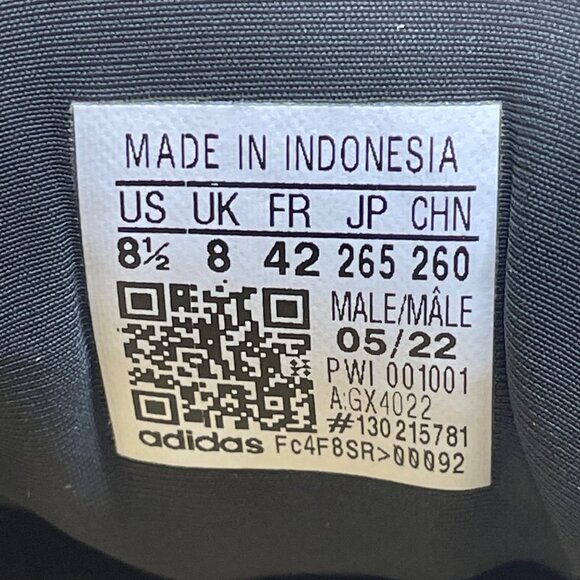 MADE IN INDONESIA
US UK FR JP CHN
8½ 8 42 265 260
MALE/MÂLE
05/22
PWI 001001
A:GX4022
#130215781
adidas Fc4F8SR>00092